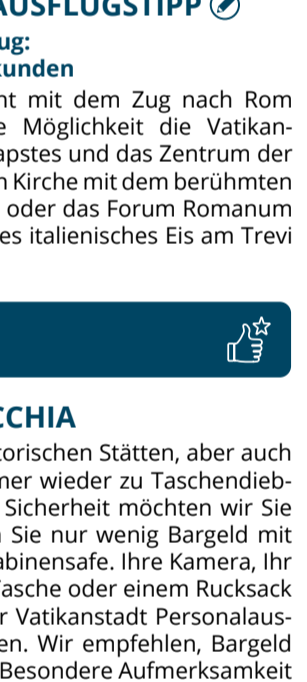 AUSFLUGSTIPP
ug:
kunden
nt mit dem Zug nach Rom
e Möglichkeit die Vatikan-
apstes und das Zentrum der
n Kirche mit dem berühmten
oder das Forum Romanum
es italienisches Eis am Trevi
CCHIA
torischen Stätten, aber auch
mer wieder zu Taschendieb-
Sicherheit möchten wir Sie
Sie nur wenig Bargeld mit
abinensafe. Ihre Kamera, Ihr
Tasche oder einem Rucksack
r Vatikanstadt Personalaus-
en. Wir empfehlen, Bargeld
Besondere Aufmerksamkeit